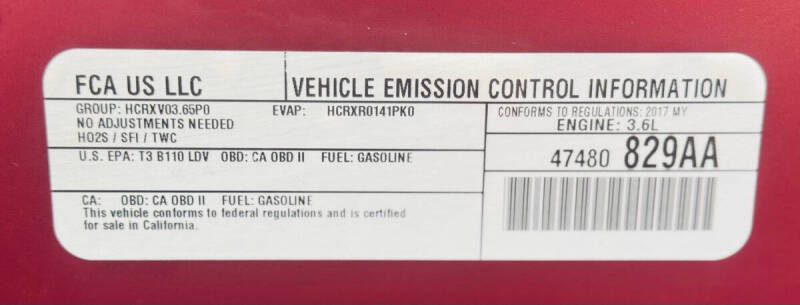 FCA US LLC
VEHICLE EMISSION CONTROL INFORMATION
GROUP: HCRXV03.65P0 EVAP: HCRXR0141PK0
NO ADJUSTMENTS NEEDED
HO2S / SFI / TWC
CONFORMS TO REGULATIONS: 2017 MY
ENGINE: 3.6L
U.S. EPA: T3 B110 LDV OBD: CA OBD II FUEL: GASOLINE
47480 829AA
CA: OBD: CA OBD II FUEL: GASOLINE
This vehicle conforms to federal regulations and is certified
for sale in California.